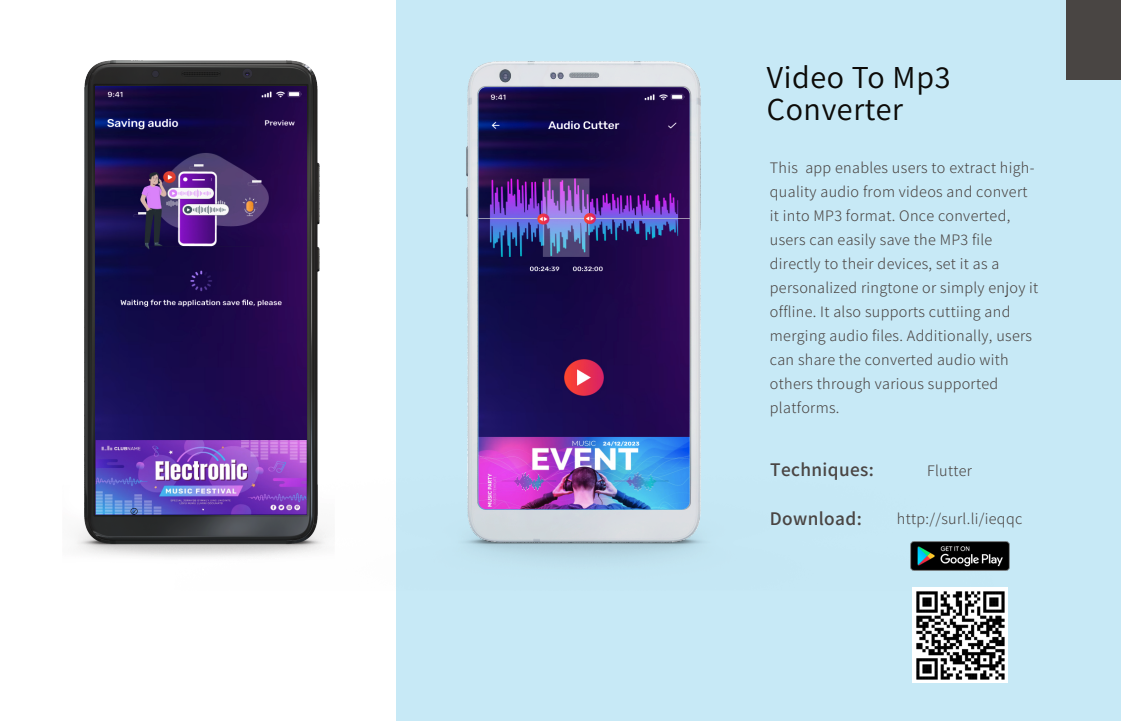 9:41
Saving audio
Preview
Waiting for the application save file, please
CLUBNAME
Electronic
MUSIC FESTIVAL
9:41
Audio Cutter
00:24:39 00:32:00
MUSIC 24/12/2023
EVENT
MUSIC PARTY
Video To Mp3
Converter
This app enables users to extract high-
quality audio from videos and convert
it into MP3 format. Once converted,
users can easily save the MP3 file
directly to their devices, set it as a
personalized ringtone or simply enjoy it
offline. It also supports cuttiing and
merging audio files. Additionally, users
can share the converted audio with
others through various supported
platforms.
Techniques: Flutter
Download: http://surl.li/ieqqc
GET IT ON
Google Play